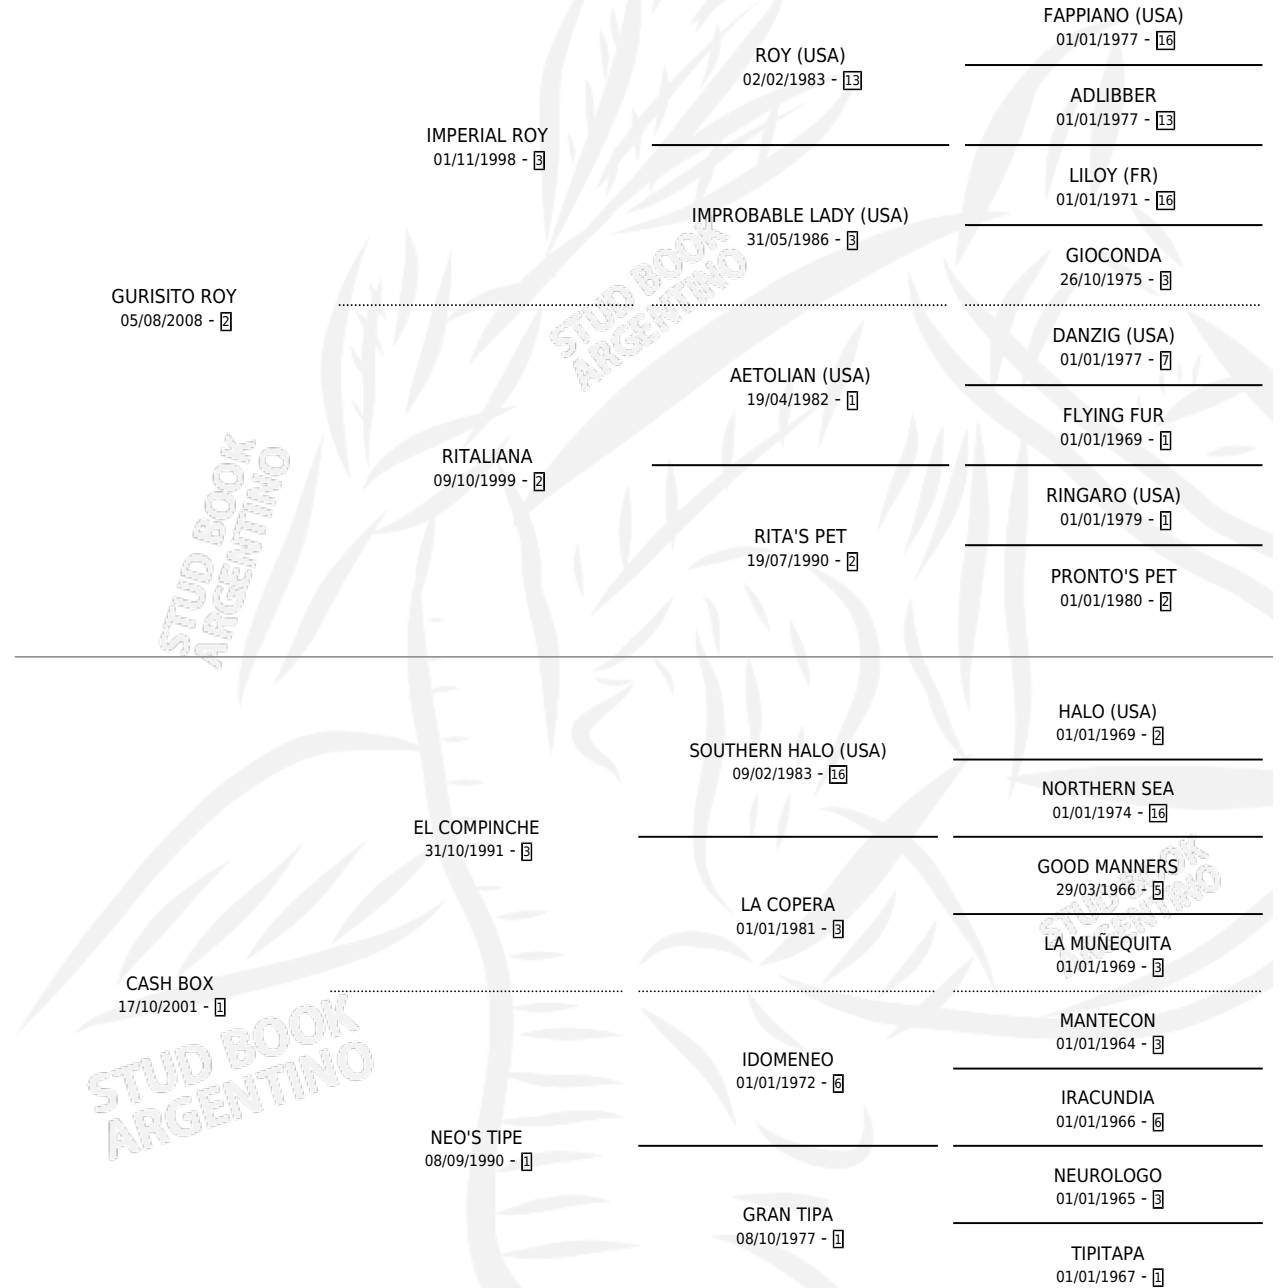 FAPPIANO (USA)
01/01/1977 - 16
ROY (USA)
02/02/1983 - 13
ADLIBBER
01/01/1977 - 13
IMPERIAL ROY
01/11/1998 - 3
LILOY (FR)
01/01/1971 - 16
IMPROBABLE LADY (USA)
31/05/1986 - 3
GIOCONDA
26/10/1975 - 3
GURISITO ROY
05/08/2008 - 2
STUD BOOK
ARGENTINO
DANZIG (USA)
01/01/1977 - 7
AETOLIAN (USA)
19/04/1982 - 1
FLYING FUR
01/01/1969 - 1
RITALIANA
09/10/1999 - 2
RINGARO (USA)
01/01/1979 - 1
RITA'S PET
19/07/1990 - 2
PRONTO'S PET
01/01/1980 - 2
STUD BOOK
ARGENTINO
HALO (USA)
01/01/1969 - 2
SOUTHERN HALO (USA)
09/02/1983 - 16
NORTHERN SEA
01/01/1974 - 16
EL COMPINCHE
31/10/1991 - 3
GOOD MANNERS
29/03/1966 - 5
LA COPERA
01/01/1981 - 3
STUD BOOK
ARGENTINO
LA MUÑEQUITA
01/01/1969 - 3
CASH BOX
17/10/2001 - 1
MANTECON
01/01/1964 - 3
IDOMENEO
01/01/1972 - 6
IRACUNDIA
01/01/1966 - 6
STUD BOOK
ARGENTINO
NEO'S TIPE
08/09/1990 - 1
NEUROLOGO
01/01/1965 - 3
GRAN TIPA
08/10/1977 - 1
TIPITAPA
01/01/1967 - 1